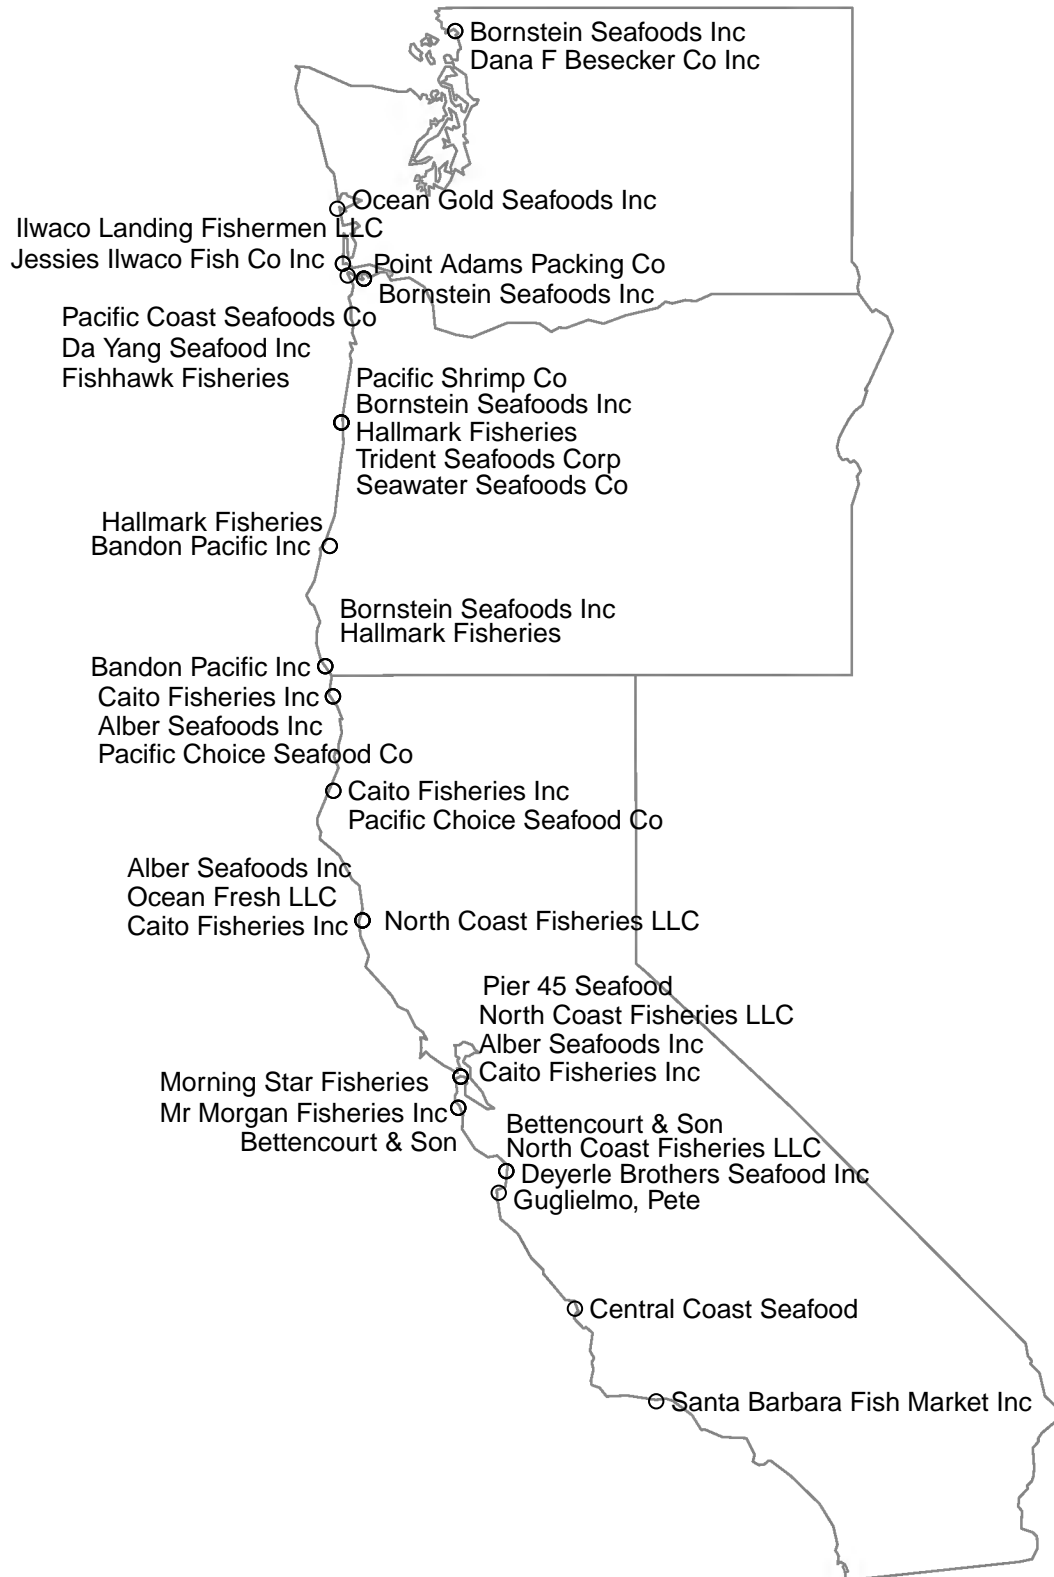 Bornstein Seafoods Inc
Dana F Besecker Co Inc
Ocean Gold Seafoods Inc
Ilwaco Landing Fishermen LLC
Jessies Ilwaco Fish Co Inc
Point Adams Packing Co
Bornstein Seafoods Inc
Pacific Coast Seafoods Co
Da Yang Seafood Inc
Fishhawk Fisheries
Pacific Shrimp Co
Bornstein Seafoods Inc
Hallmark Fisheries
Trident Seafoods Corp
Seawater Seafoods Co
Hallmark Fisheries
Bandon Pacific Inc
Bornstein Seafoods Inc
Hallmark Fisheries
Bandon Pacific Inc
Caito Fisheries Inc
Alber Seafoods Inc
Pacific Choice Seafood Co
Caito Fisheries Inc
Pacific Choice Seafood Co
Alber Seafoods Inc
Ocean Fresh LLC
Caito Fisheries Inc
North Coast Fisheries LLC
Pier 45 Seafood
North Coast Fisheries LLC
Alber Seafoods Inc
Caito Fisheries Inc
Morning Star Fisheries
Mr Morgan Fisheries Inc
Bettencourt & Son
Bettencourt & Son
North Coast Fisheries LLC
Deyerle Brothers Seafood Inc
Guglielmo, Pete
Central Coast Seafood
Santa Barbara Fish Market Inc